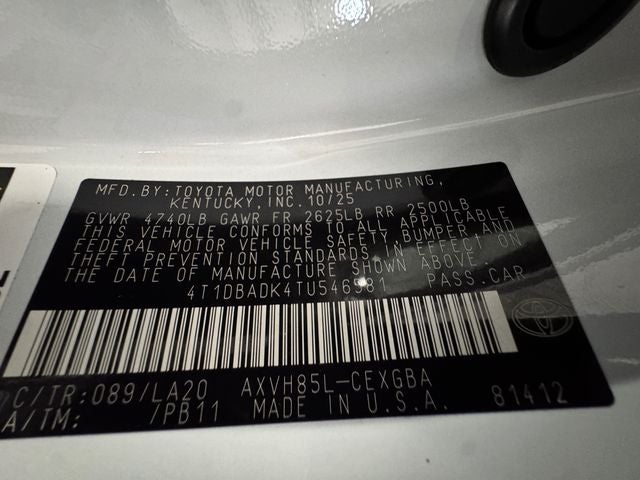 MFD. BY: TOYOTA MOTOR MANUFACTURING,
KENTUCKY, INC. 10/25
GVWR 4740LB GAWR FR 2625LB RR 2500LB
THIS VEHICLE CONFORMS TO ALL APPLICABLE
FEDERAL MOTOR VEHICLE SAFETY, BUMPER AND
THEFT PREVENTION STANDARDS IN EFFECT ON
THE DATE OF MANUFACTURE SHOWN ABOVE.
PASS. CAR
C/TR: 089/LA20 AXVH85L-CEXGBA
A/TM: /PB11 MADE IN U.S.A. 81412